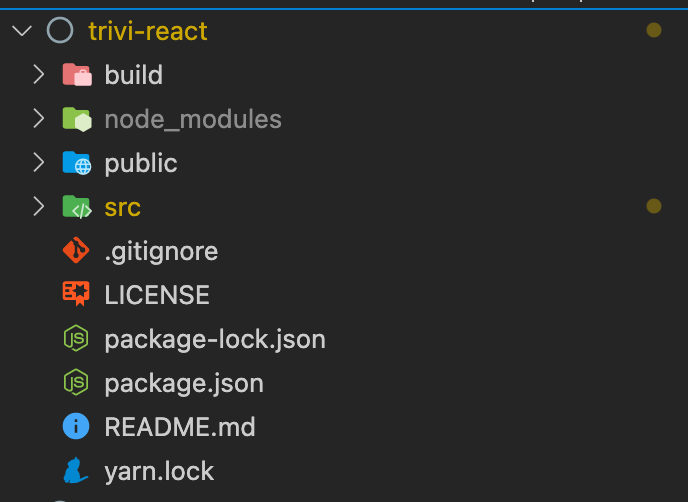 trivi-react
build
node_modules
public
src
.gitignore
LICENSE
package-lock.json
package.json
README.md
yarn.lock